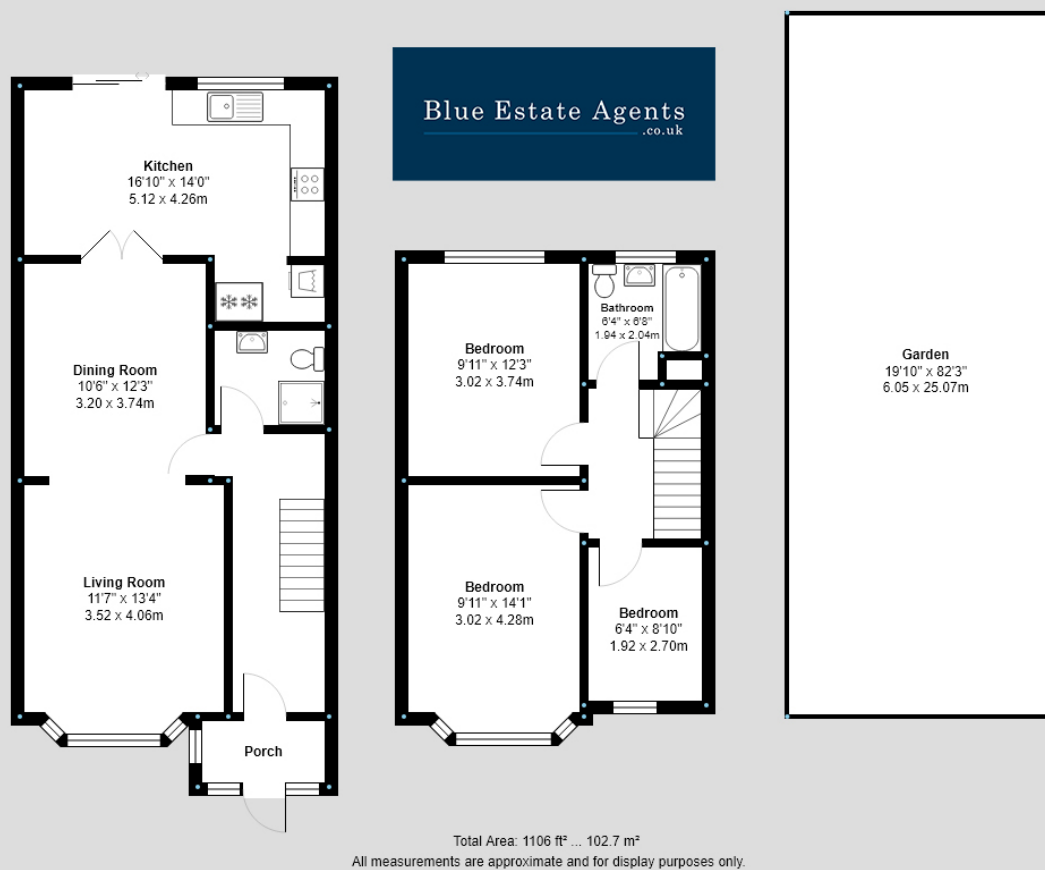 Blue Estate Agents
.co.uk
Kitchen
16'10" x 14'0"
5.12 x 4.26m
Dining Room
10'6" x 12'3"
3.20 x 3.74m
Living Room
11'7" x 13'4"
3.52 x 4.06m
Porch
Bedroom
9'11" x 12'3"
3.02 x 3.74m
Bathroom
6'4" x 6'8"
1.94 x 2.04m
Bedroom
9'11" x 14'1"
3.02 x 4.28m
Bedroom
6'4" x 8'10"
1.92 x 2.70m
Garden
19'10" x 82'3"
6.05 x 25.07m
Total Area: 1106 ft² ... 102.7 m²
All measurements are approximate and for display purposes only.